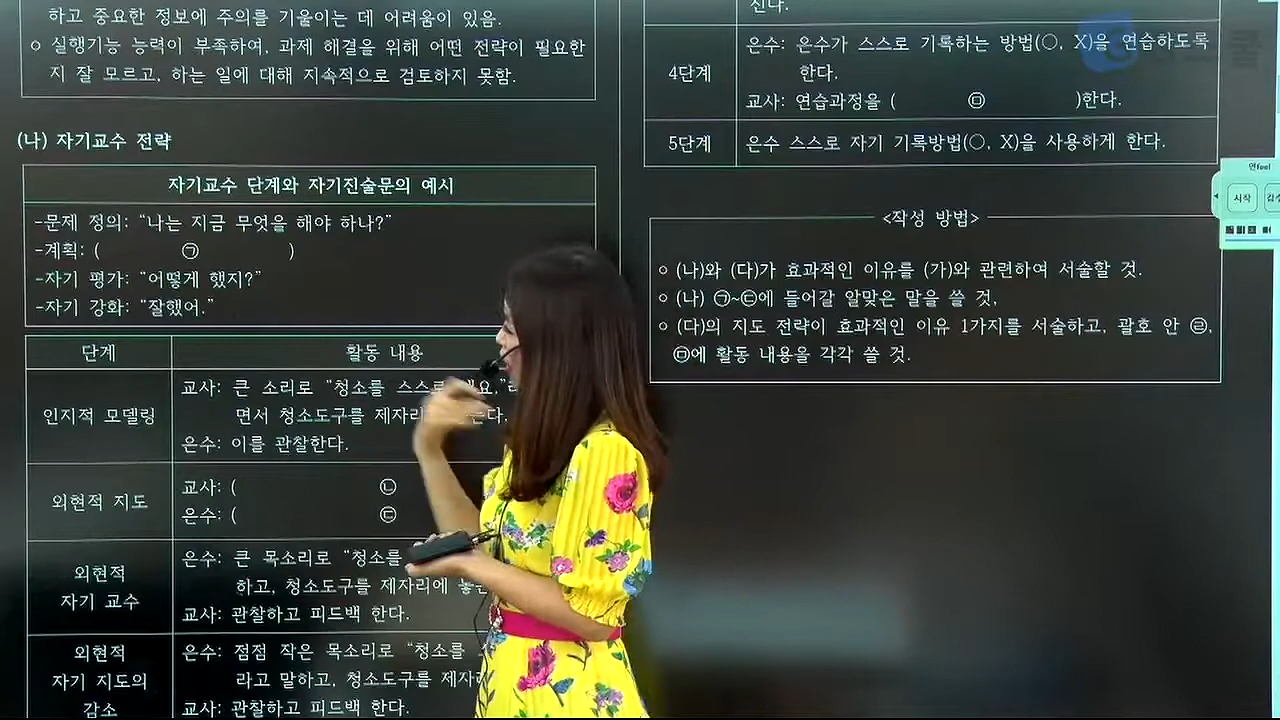 하고 중요한 정보에 주의를 기울이는 데 어려움이 있음.
○ 실행기능 능력이 부족하여, 과제 해결을 위해 어떤 전략이 필요한
지 잘 모르고, 하는 일에 대해 지속적으로 검토하지 못함.
(나) 자기교수 전략
자기교수 단계와 자기진술문의 예시
-문제 정의: “나는 지금 무엇을 해야 하나?”
-계획: ( ㉠ )
-자기 평가: “어떻게 했지?”
-자기 강화: “잘했어.”
단계 활동 내용
인지적 모델링
교사: 큰 소리로 “청소를 스스로
면서 청소도구를 제자리
은수: 이를 관찰한다.
외현적 지도
교사: ( ㉡
은수: ( ㉢
외현적
자기 교수
은수: 큰 목소리로 “청소를
하고, 청소도구를 제자리에
교사: 관찰하고 피드백 한다.
외현적
자기 지도의
감소
은수: 점점 작은 목소리로 “청소를
라고 말하고, 청소도구를
교사: 관찰하고 피드백 한다.
신다.
4단계
은수: 은수가 스스로 기록하는 방법(○, X)을 연습하도록
한다.
교사: 연습과정을 ( ㉤ )한다.
5단계
은수 스스로 자기 기록방법(○, X)을 사용하게 한다.
<작성 방법>
○ (나)와 (다)가 효과적인 이유를 (가)와 관련하여 서술할 것.
○ (나) ㉠~㉢에 들어갈 알맞은 말을 쓸 것,
○ (다)의 지도 전략이 효과적인 이유 1가지를 서술하고, 괄호 안 ㉣,
㉤에 활동 내용을 각각 쓸 것.
시작